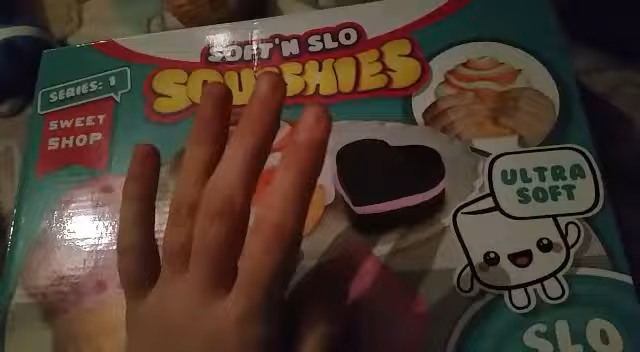 SOFT'N SLO
SQUISHIES
SERIES: 1
SWEET
SHOP
ULTRA
SOFT
SLO